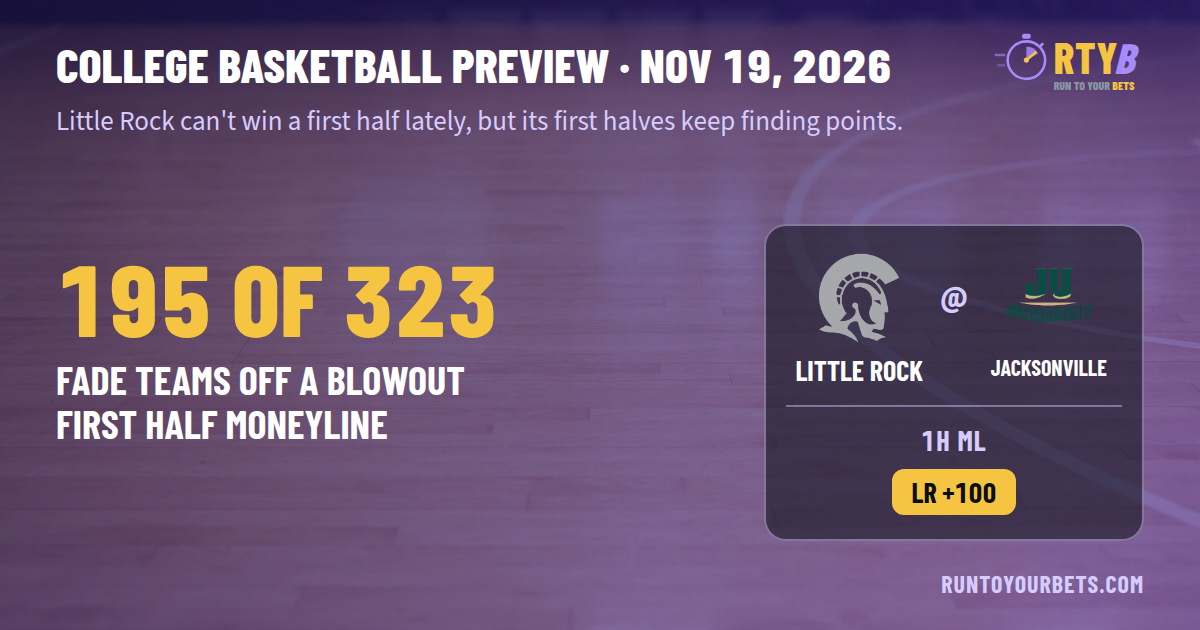 COLLEGE BASKETBALL PREVIEW · NOV 19, 2026
Little Rock can't win a first half lately, but its first halves keep finding points.
RTYB
RUN TO YOUR BETS
195 OF 323
FADE TEAMS OFF A BLOWOUT
FIRST HALF MONEYLINE
@
JU
JACKSONVILLE
LITTLE ROCK
JACKSONVILLE
1H ML
LR +100
RUNTOYOURBETS.COM